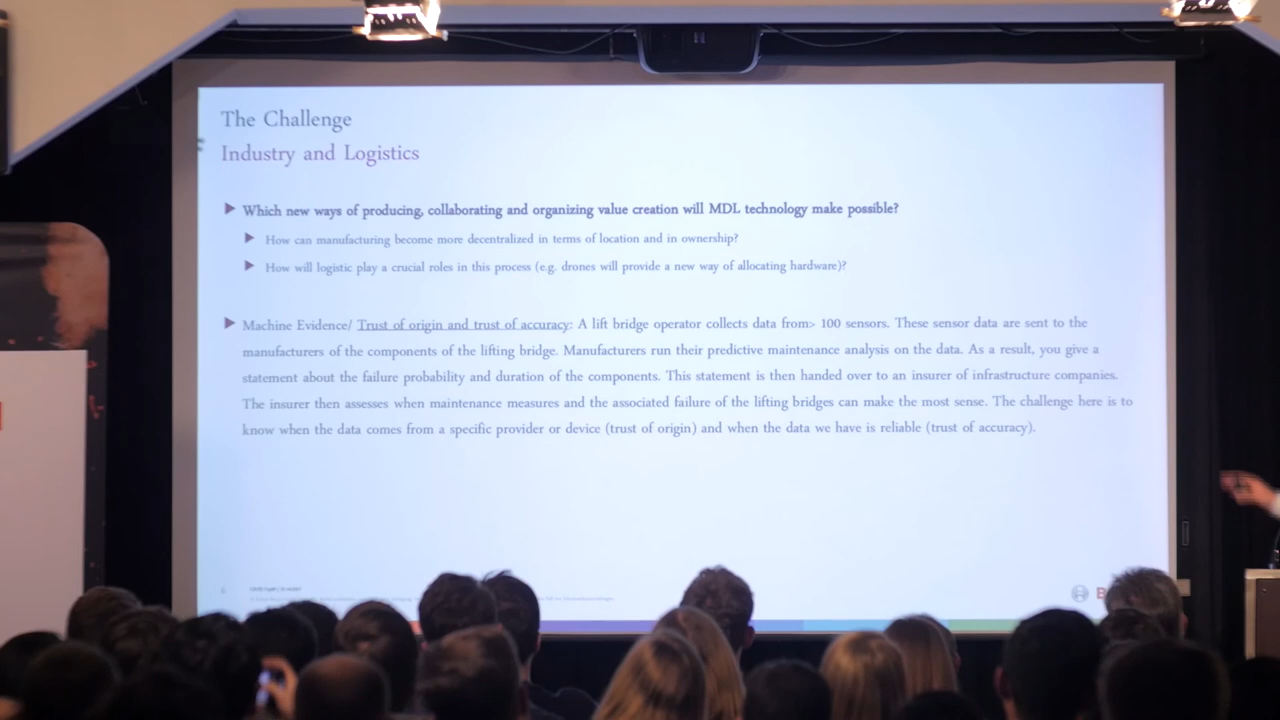 The Challenge
Industry and Logistics
Which new ways of producing, collaborating and organizing value creation will MDL technology make possible?
How can manufacturing become more decentralized in terms of location and in ownership?
How will logistic play a crucial roles in this process (e.g. drones will provide a new way of allocating hardware)?
Machine Evidence/ Trust of origin and trust of accuracy: A lift bridge operator collects data from> 100 sensors. These sensor data are sent to the
manufacturers of the components of the lifting bridge. Manufacturers run their predictive maintenance analysis on the data. As a result, you give a
statement about the failure probability and duration of the components. This statement is then handed over to an insurer of infrastructure companies.
The insurer then assesses when maintenance measures and the associated failure of the lifting bridges can make the most sense. The challenge here is to
know when the data comes from a specific provider or device (trust of origin) and when the data we have is reliable (trust of accuracy).